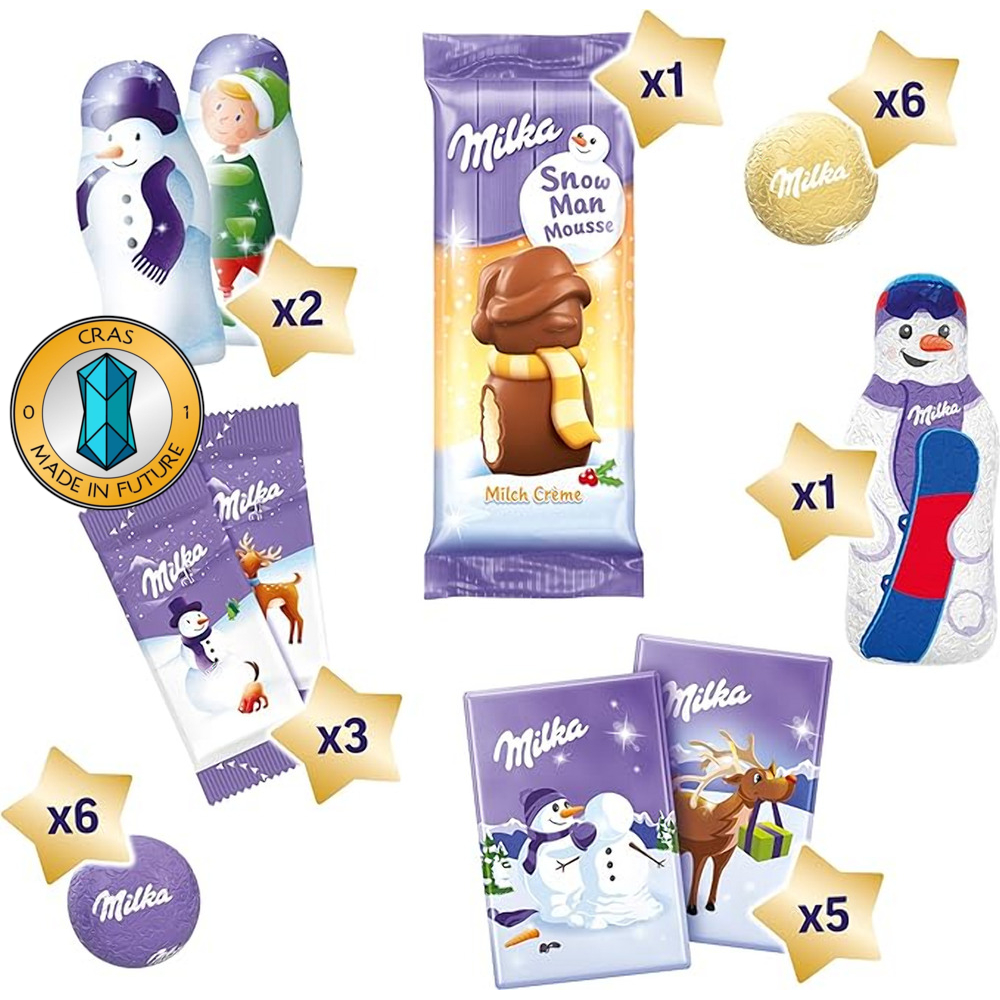 x1
x6
Milka
Milka
Snow
Man
Mousse
x2
CRAS
0 1
MADE IN FUTURE
Milka
x1
Milch Crème
Milka
Milka
x3
Milka
Milka
x6
Milka
x5